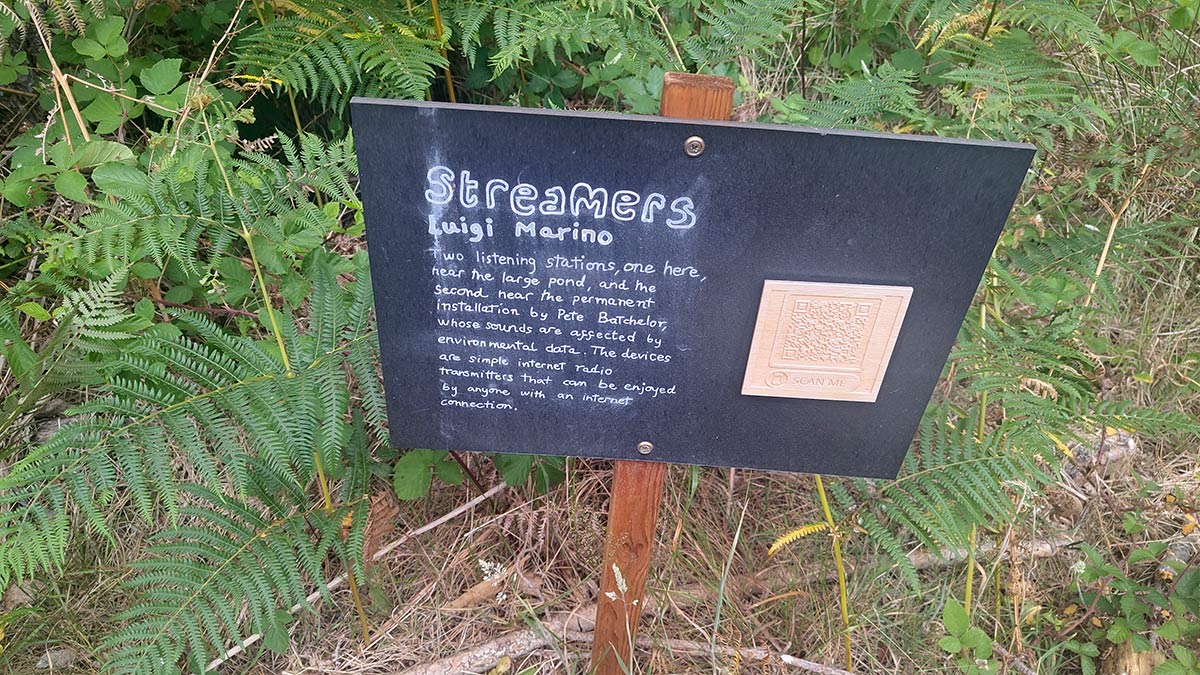 Streamers
Luigi Marino
Two listening stations, one here,
near the large pond, and the
second near the permanent
installation by Pete Batchelor,
whose sounds are affected by
environmental data. The devices
are simple internet radio
transmitters that can be enjoyed
by anyone with an internet
connection.
SCAN ME